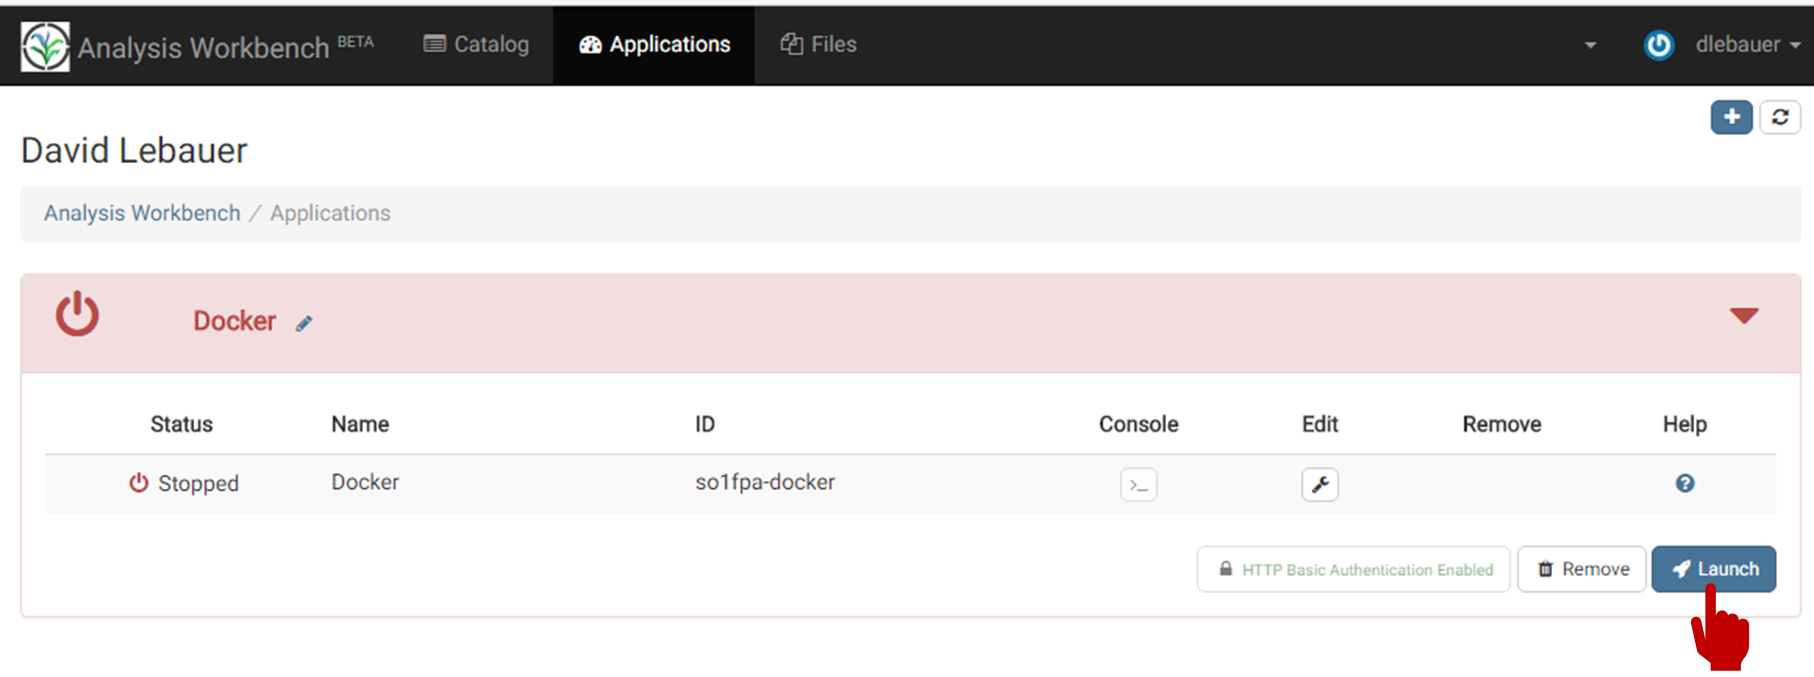 Analysis Workbench BETA Catalog Applications Files dlebauer
David Lebauer
Analysis Workbench / Applications
Docker
Status Name ID Console Edit Remove Help
Stopped Docker so1fpa-docker >_ ?
HTTP Basic Authentication Enabled Remove Launch